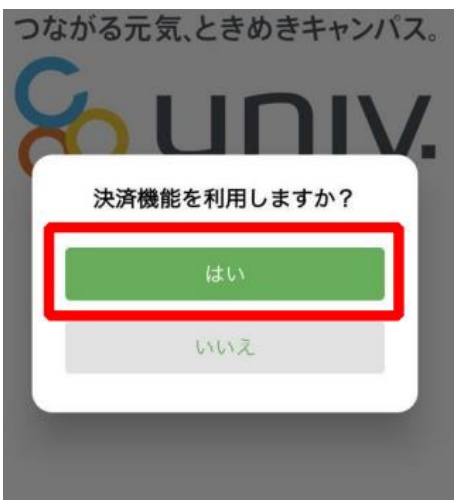 つながる元気、ときめきキャンパス。
univ.
決済機能を利用しますか？
はい
いいえ